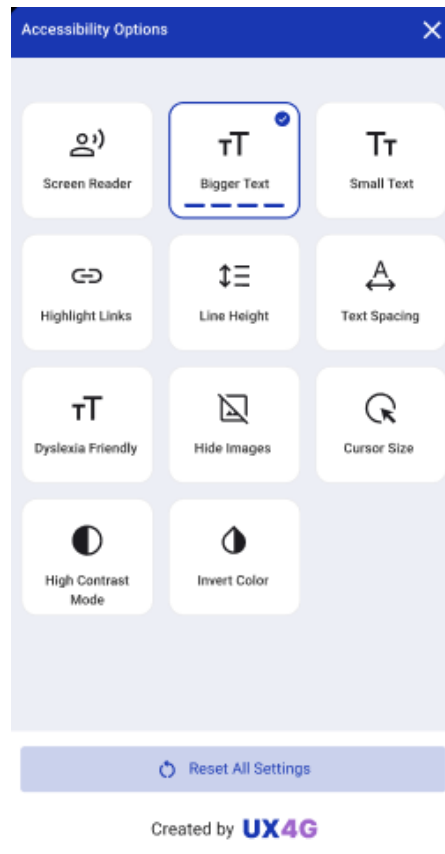 Accessibility Options
Screen Reader
Bigger Text
Small Text
Highlight Links
Line Height
Text Spacing
Dyslexia Friendly
Hide Images
Cursor Size
High Contrast
Mode
Invert Color
Reset All Settings
Created by UX4G